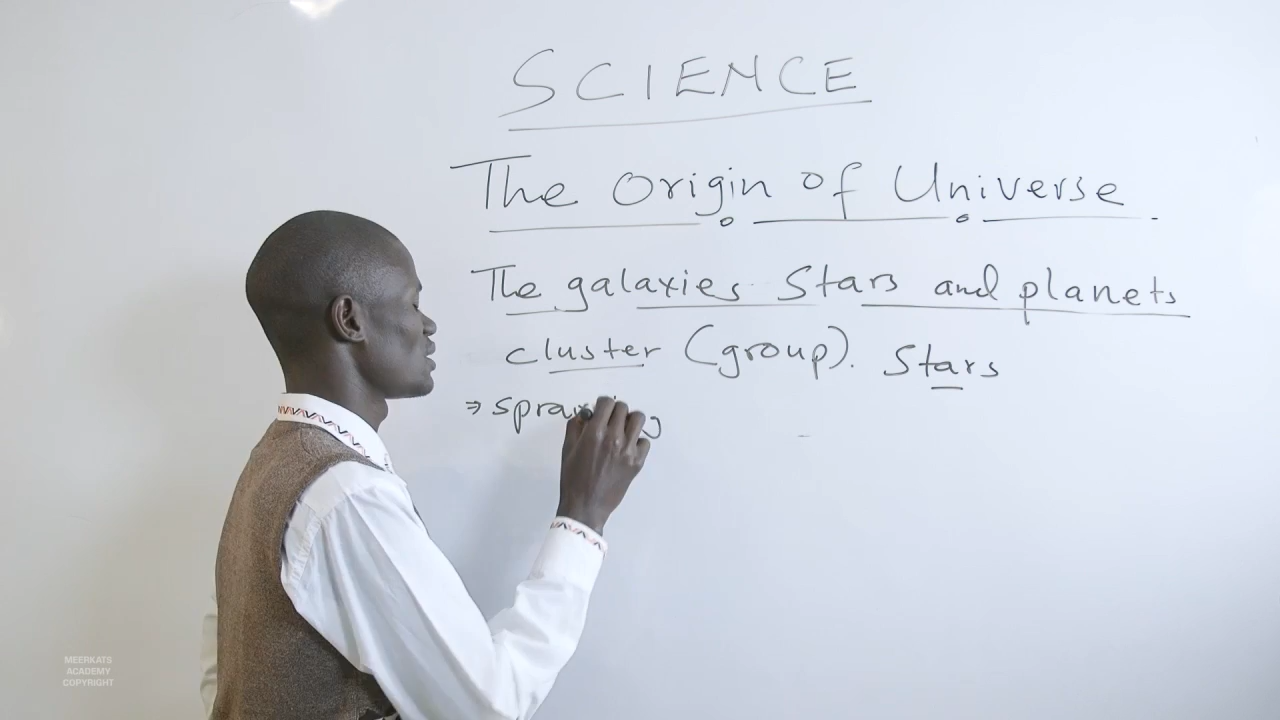 SCIENCE
The Origin of Universe
The galaxies Stars and planets
cluster (group). Stars
⇒
MEERKATS
ACADEMY
COPYRIGHT